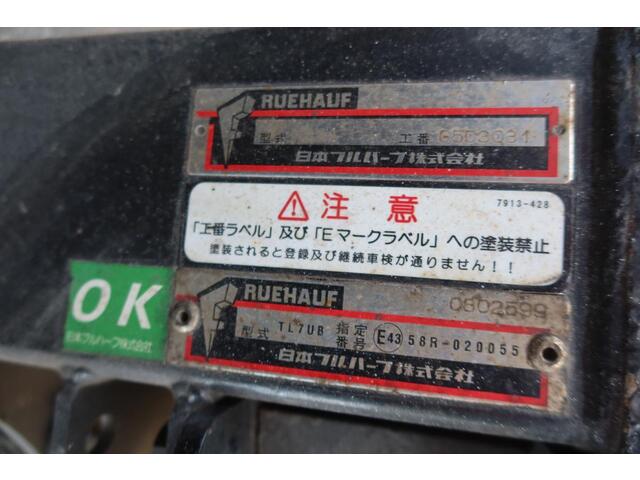 RUEHAUF
型式 工番 G5D3031
日本フルハーフ株式会社
注意
7913-428
「工番ラベル」及び「Eマークラベル」への塗装禁止
塗装されると登録及び継続車検が通りません！！
OK
日本フルハーフ株式会社
RUEHAUF
0802599
型式 TL7UB 指定番号 E43 58R-020055
日本フルハーフ株式会社